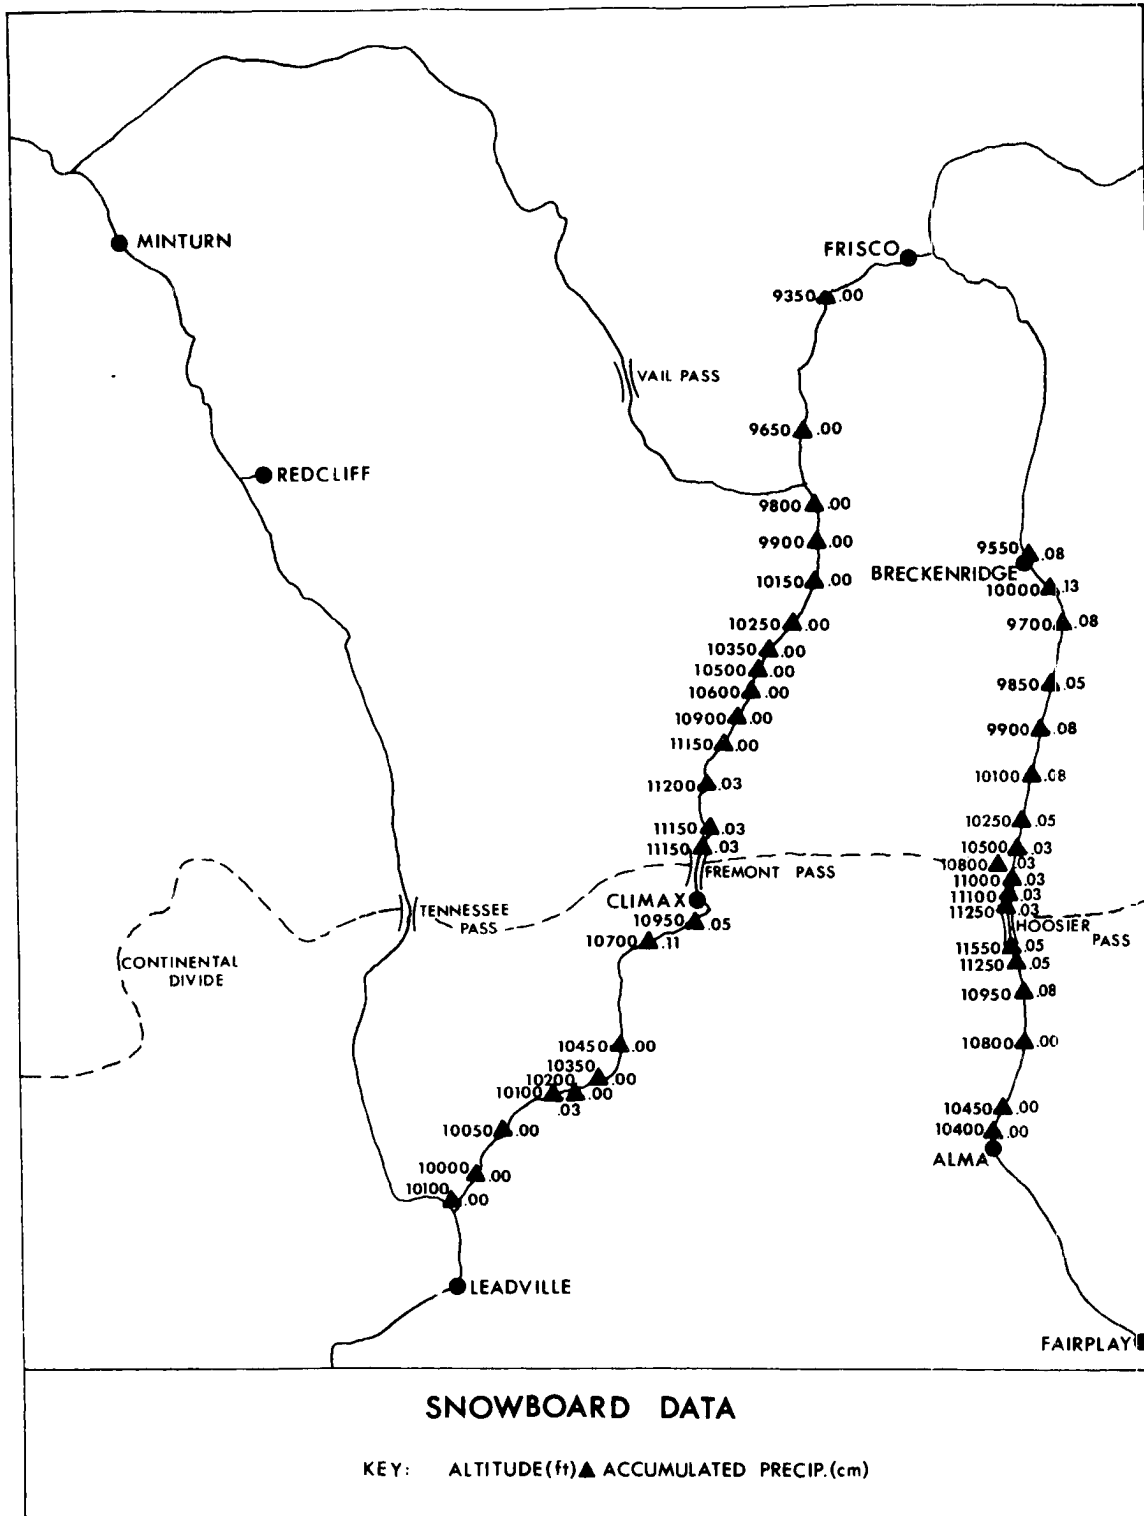 MINTURN
FRISCO
9350 .00
VAIL PASS
9650 .00
REDCLIFF
9800 .00
9900 .00
9550 .08
BRECKENRIDGE
10150 .00
10000 .13
10250 .00
9700 .08
10350 .00
10500 .00
10600 .00
9850 .05
10900 .00
9900 .08
11150 .00
11200 .03
10100 .08
11150 .03
10250 .05
11150 .03
10500 .03
10800 .03
FREMONT PASS
11000 .03
CLIMAX
11100 .03
TENNESSEE
PASS
11250 .03
10950 .05
HOOSIER
PASS
10700 .11
11550 .05
CONTINENTAL
DIVIDE
11250 .05
10950 .08
10450 .00
10800 .00
10350 .00
10200 .00
10100 .03
10450 .00
10050 .00
10400 .00
ALMA
10000 .00
10100 .00
LEADVILLE
FAIRPLAY
SNOWBOARD DATA
KEY: ALTITUDE(ft)▲ ACCUMULATED PRECIP.(cm)